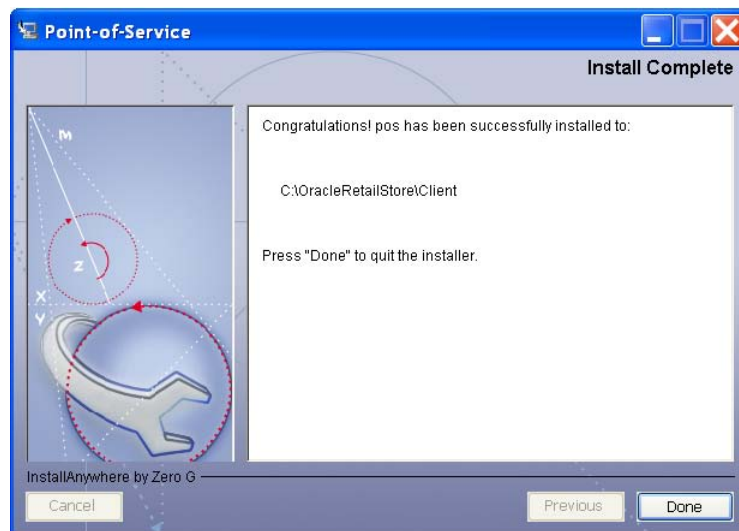 Point-of-Service
Install Complete
M
Z
X
Y
Congratulations! pos has been successfully installed to:
C:\OracleRetailStore\Client
Press "Done" to quit the installer.
InstallAnywhere by Zero G
Cancel
Previous
Done